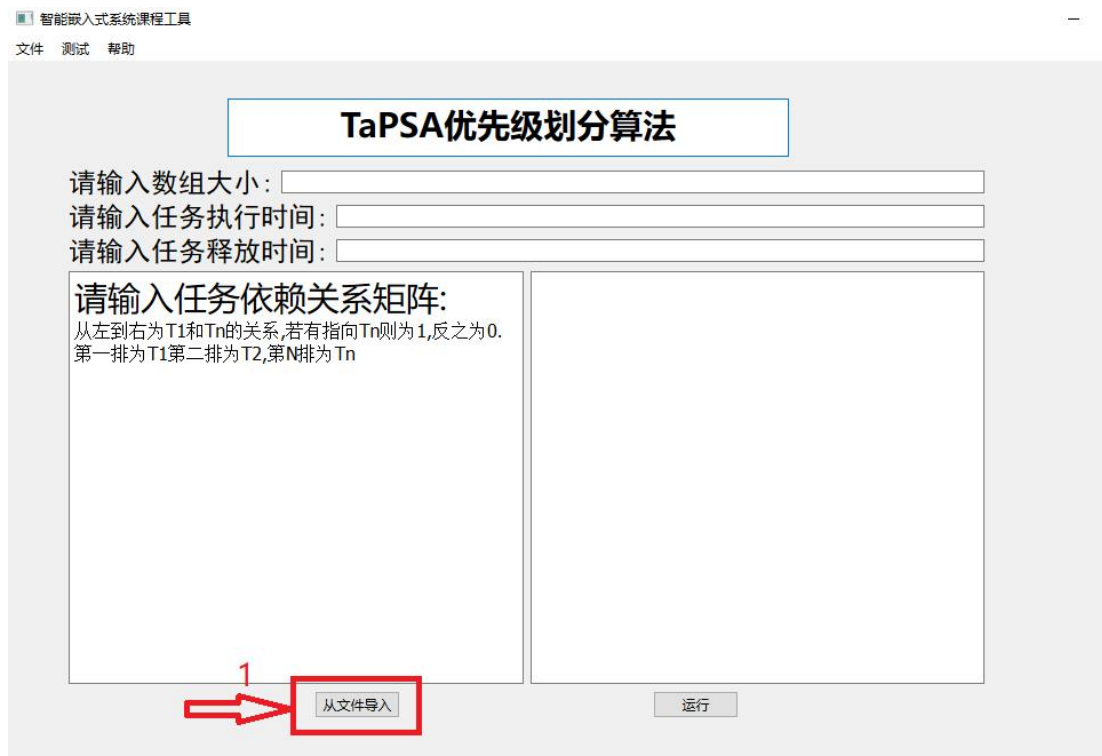 智能嵌入式系统课程工具
文件 测试 帮助
TaPSA优先级划分算法
请输入数组大小:
请输入任务执行时间:
请输入任务释放时间:
请输入任务依赖关系矩阵:
从左到右为T1和Tn的关系,若有指向Tn则为1,反之为0.
第一排为T1第二排为T2,第N排为Tn
1
从文件导入 运行